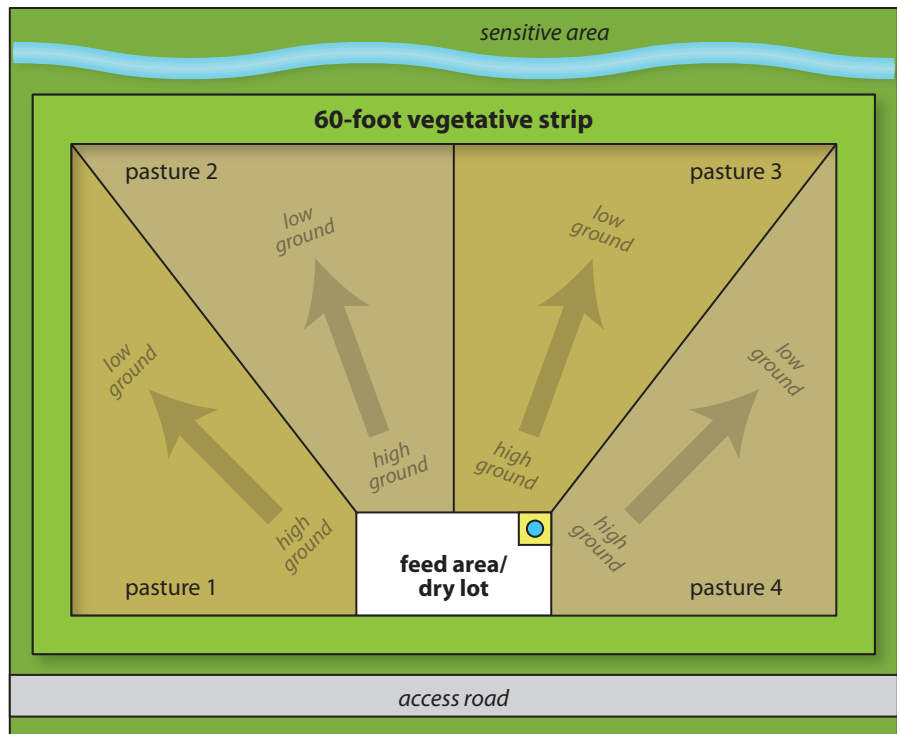 sensitive area
60-foot vegetative strip
pasture 2
pasture 3
low
ground
low
ground
low
ground
low
ground
high
ground
high
ground
high
ground
high
ground
feed area/
dry lot
pasture 1
pasture 4
access road